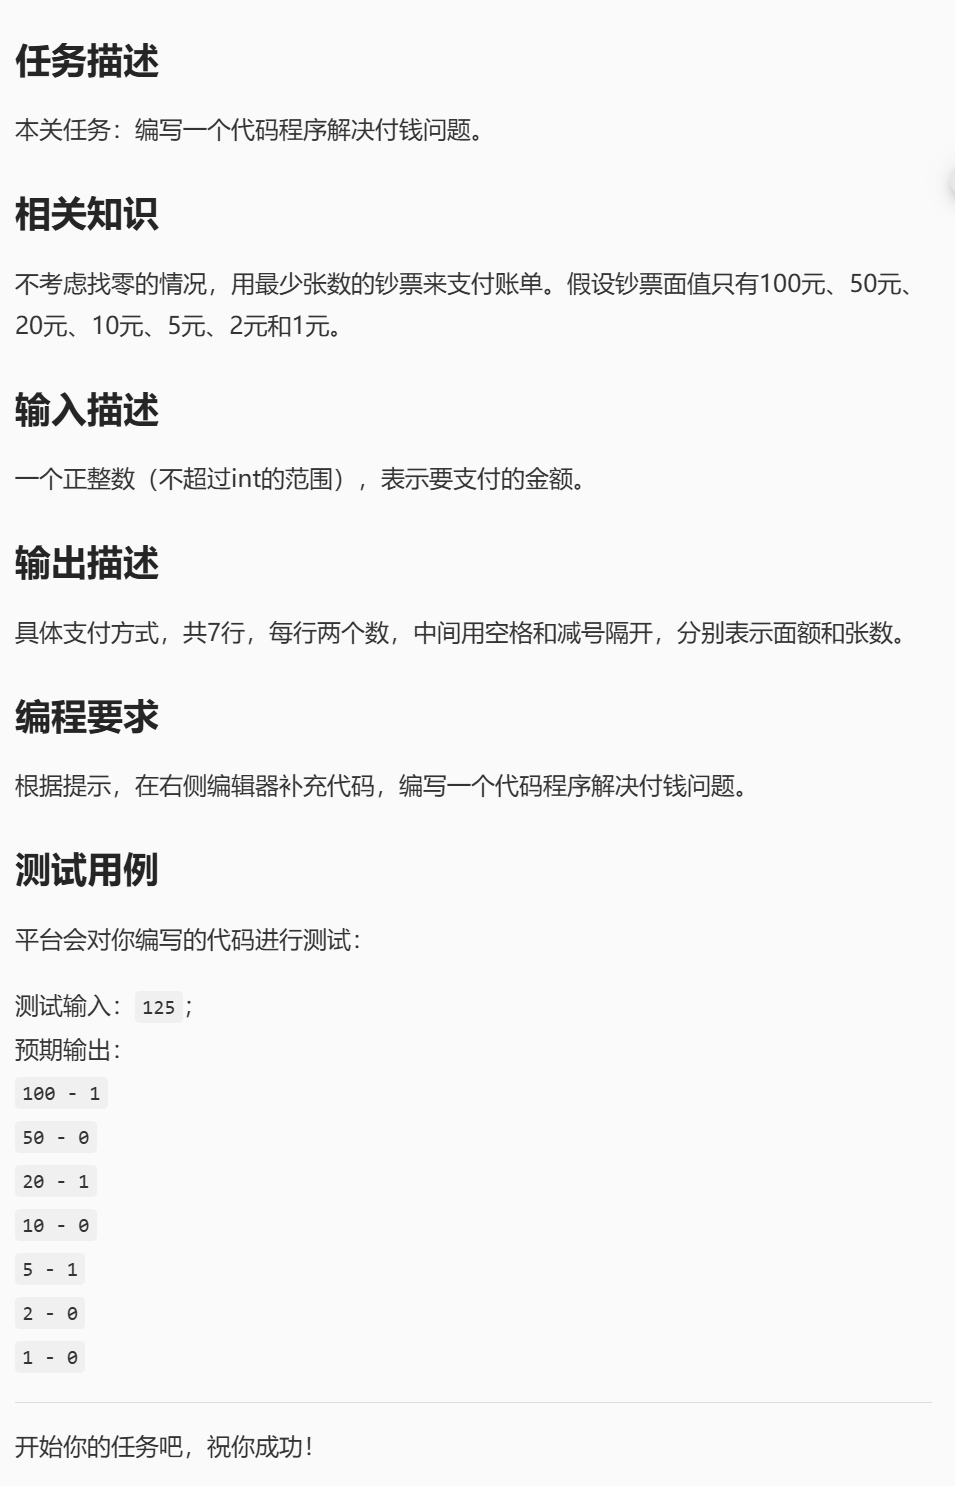 任务描述
本关任务：编写一个代码程序解决付钱问题。
相关知识
不考虑找零的情况，用最少张数的钞票来支付账单。假设钞票面值只有100元、50元、
20元、10元、5元、2元和1元。
输入描述
一个正整数（不超过int的范围），表示要支付的金额。
输出描述
具体支付方式，共7行，每行两个数，中间用空格和减号隔开，分别表示面额和张数。
编程要求
根据提示，在右侧编辑器补充代码，编写一个代码程序解决付钱问题。
测试用例
平台会对你编写的代码进行测试：
测试输入：125；
预期输出：
100 - 1
50 - 0
20 - 1
10 - 0
5 - 1
2 - 0
1 - 0
开始你的任务吧，祝你成功！